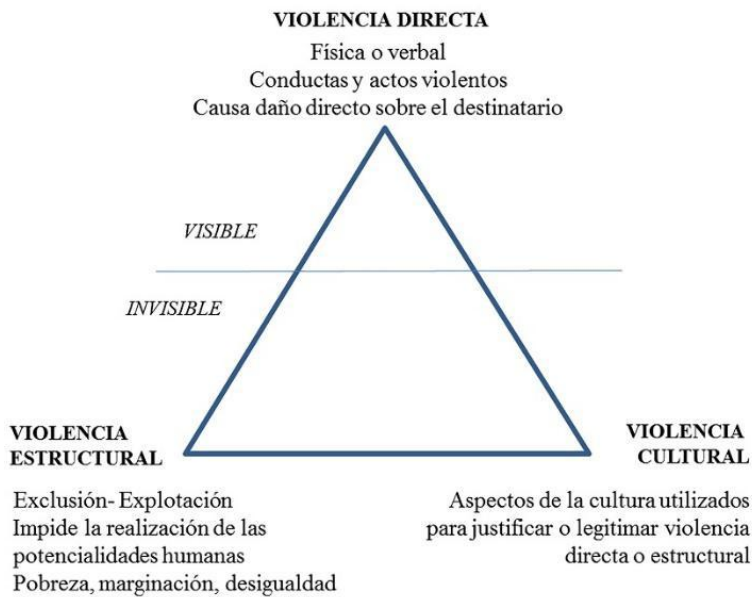 VIOLENCIA DIRECTA
Física o verbal
Conductas y actos violentos
Causa daño directo sobre el destinatario
VISIBLE
INVISIBLE
VIOLENCIA
ESTRUCTURAL
Exclusión- Explotación
Impide la realización de las
potencialidades humanas
Pobreza, marginación, desigualdad
VIOLENCIA
CULTURAL
Aspectos de la cultura utilizados
para justificar o legitimar violencia
directa o estructural